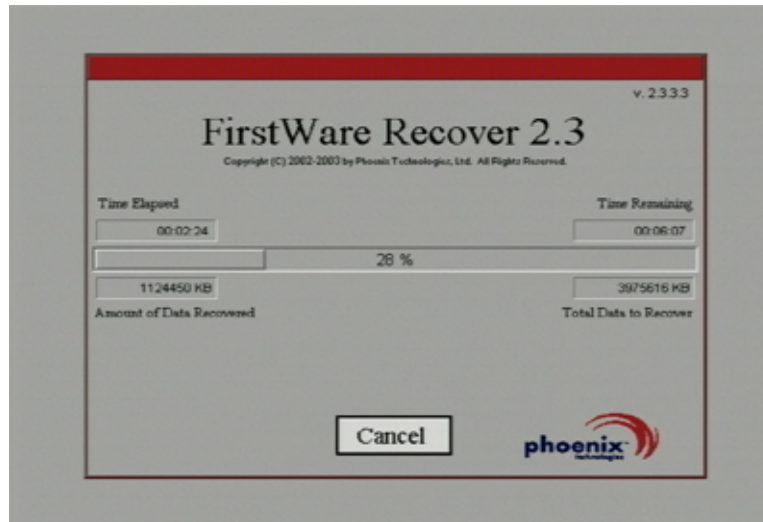 v. 2.3.3.3
FirstWare Recover 2.3
Copyright (C) 2002-2003 by Phoenix Technologies, Ltd. All Rights Reserved.
Time Elapsed
Time Remaining
00:02:24
00:06:07
28 %
1124450 KB
3975616 KB
Amount of Data Recovered
Total Data to Recover
Cancel
phoenix
technologies